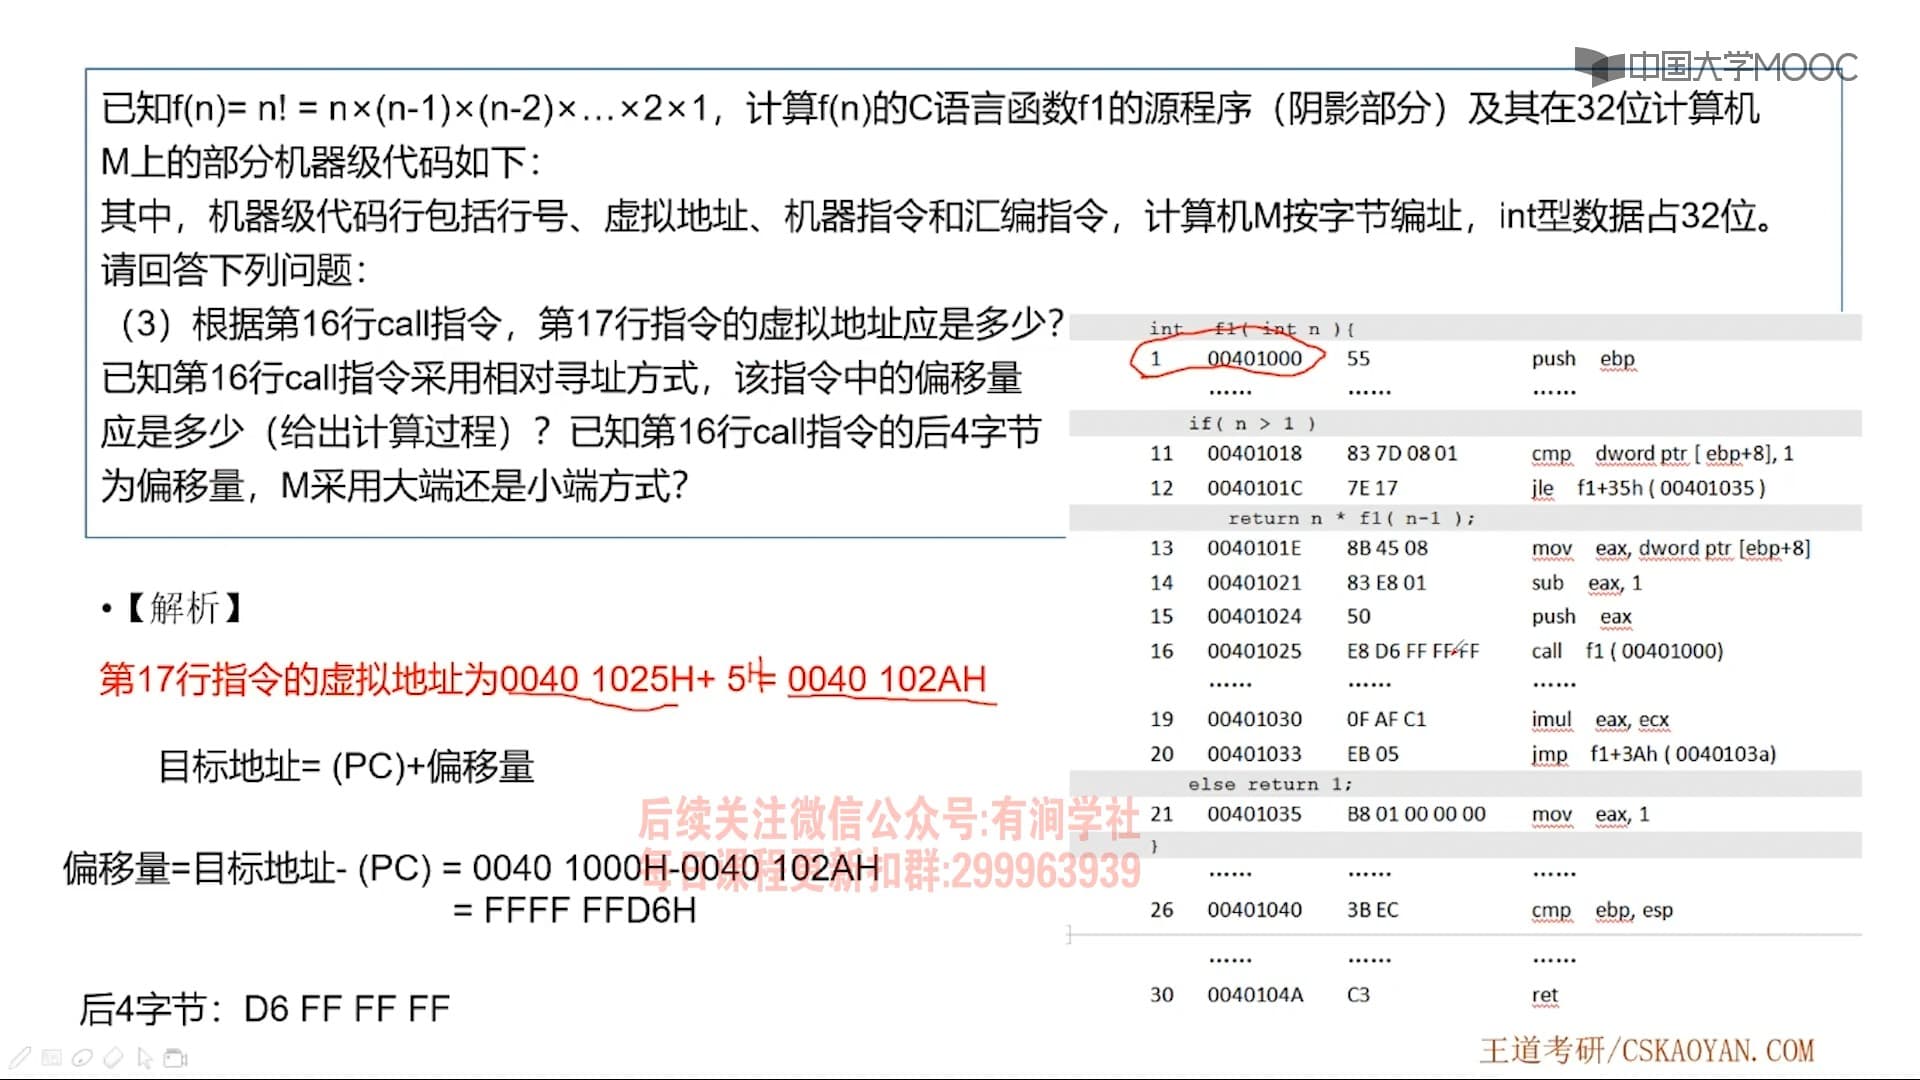 中国大学MOOC
已知f(n)= n! = n×(n-1)×(n-2)×…×2×1，计算f(n)的C语言函数f1的源程序（阴影部分）及其在32位计算机
M上的部分机器级代码如下：
其中，机器级代码行包括行号、虚拟地址、机器指令和汇编指令，计算机M按字节编址，int型数据占32位。
请回答下列问题：
（3）根据第16行call指令，第17行指令的虚拟地址应是多少？
已知第16行call指令采用相对寻址方式，该指令中的偏移量
应是多少（给出计算过程）？已知第16行call指令的后4字节
为偏移量，M采用大端还是小端方式？
int f1( int n ){
1 00401000 55 push ebp
…… …… ……
if( n > 1 )
11 00401018 83 7D 08 01 cmp dword ptr [ ebp+8], 1
12 0040101C 7E 17 jle f1+35h ( 00401035 )
return n * f1( n-1 );
13 0040101E 8B 45 08 mov eax, dword ptr [ebp+8]
14 00401021 83 E8 01 sub eax, 1
15 00401024 50 push eax
16 00401025 E8 D6 FF FF FF call f1 ( 00401000)
…… …… ……
19 00401030 0F AF C1 imul eax, ecx
20 00401033 EB 05 jmp f1+3Ah ( 0040103a)
else return 1;
21 00401035 B8 01 00 00 00 mov eax, 1
}
…… …… ……
26 00401040 3B EC cmp ebp, esp
…… …… ……
30 0040104A C3 ret
•【解析】
第17行指令的虚拟地址为0040 1025H+ 5H= 0040 102AH
目标地址= (PC)+偏移量
后续关注微信公众号:有涧学社
每日课程更新扣群:299963939
偏移量=目标地址- (PC) = 0040 1000H-0040 102AH
= FFFF FFD6H
后4字节：D6 FF FF FF
王道考研/CSKAOYAN.COM